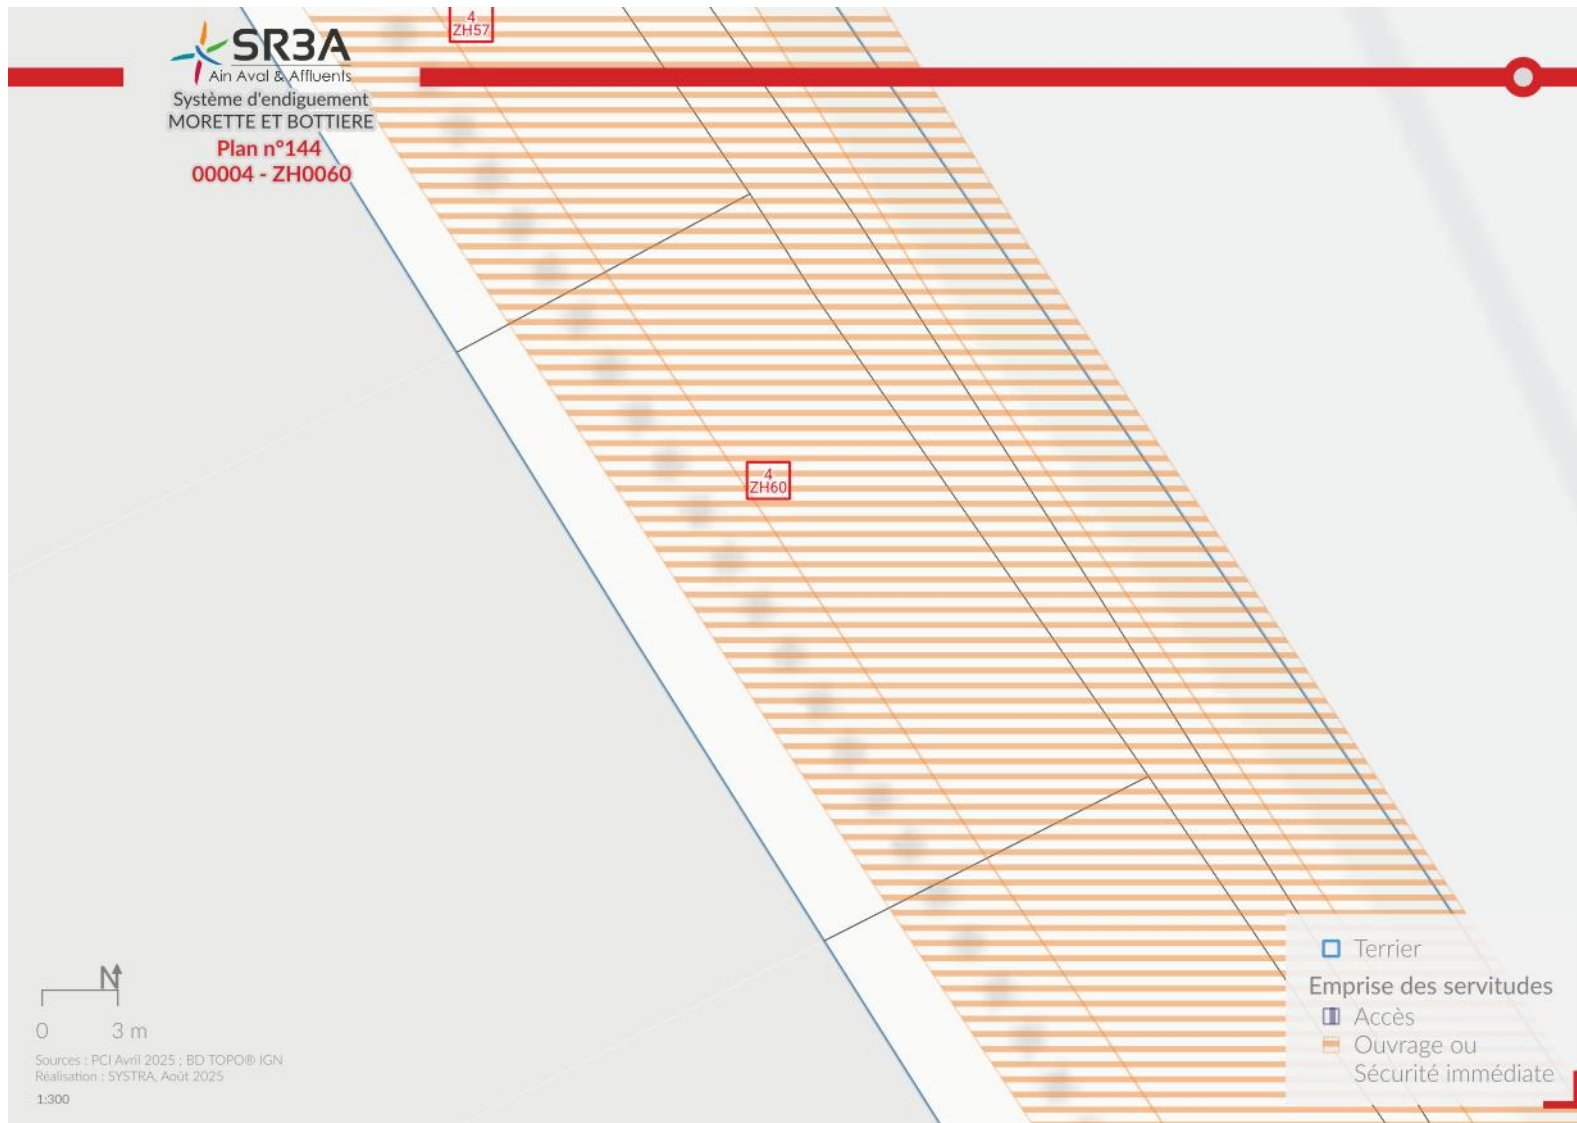 4
ZH57
SR3A
Ain Aval & Affluents
Système d'endiguement
MORETTE ET BOTTIERE
Plan n°144
00004 - ZH0060
4
ZH60
Terrier
Emprise des servitudes
Accès
Ouvrage ou
Sécurité immédiate
N
0 3 m
Sources : PCI Avril 2025 ; BD TOPO® IGN
Réalisation : SYSTRA, Août 2025
1:300